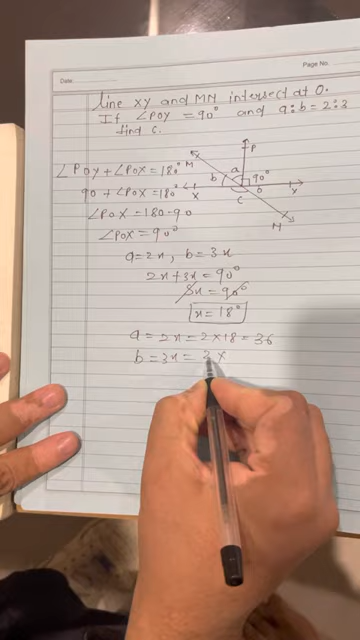 Date:
Page No.
Line XY and MN intersect at O.
If ∠POY = 90° and a:b = 2:3
find c.
∠POY + ∠POX = 180°
90 + ∠POX = 180°
∠POX = 180-90
∠POX = 90°
a=2x, b=3x
2x+3x = 90°
5x = 90
x = 18°
a = 2x = 2×18 = 36
b = 3x = 3×
M
P
a
b
90°
X
O
c
x
N